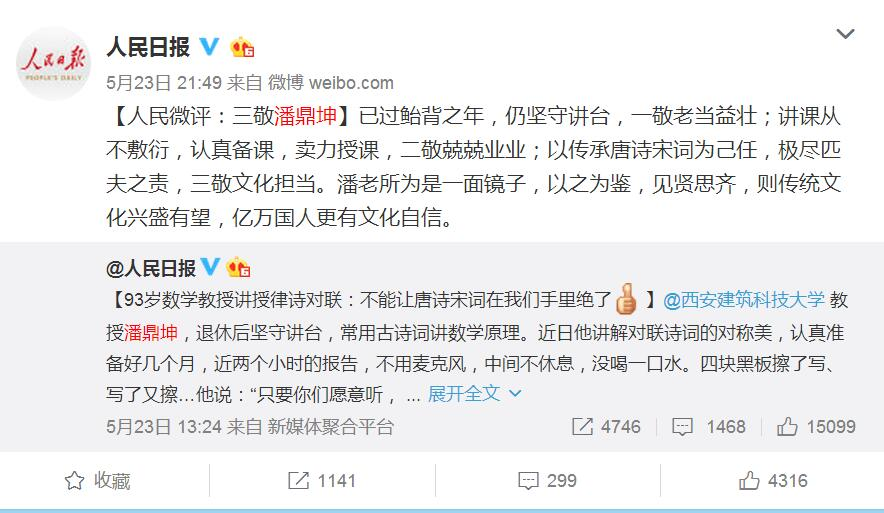 人民日报
PEOPLE'S DAILY
人民日报
5月23日 21:49 来自 微博 weibo.com
【人民微评：三敬潘鼎坤】已过鲐背之年，仍坚守讲台，一敬老当益壮；讲课从
不敷衍，认真备课，卖力授课，二敬兢兢业业；以传承唐诗宋词为己任，极尽匹
夫之责，三敬文化担当。潘老所为是一面镜子，以之为鉴，见贤思齐，则传统文
化兴盛有望，亿万国人更有文化自信。
@人民日报
【93岁数学教授讲授律诗对联：不能让唐诗宋词在我们手里绝了 】@西安建筑科技大学 教
授潘鼎坤，退休后坚守讲台，常用古诗词讲数学原理。近日他讲解对联诗词的对称美，认真准
备好几个月，近两个小时的报告，不用麦克风，中间不休息，没喝一口水。四块黑板擦了写、
写了又擦…他说：“只要你们愿意听， ... 展开全文
5月23日 13:24 来自 新媒体聚合平台 4746 1468 15099
收藏 1141 299 4316